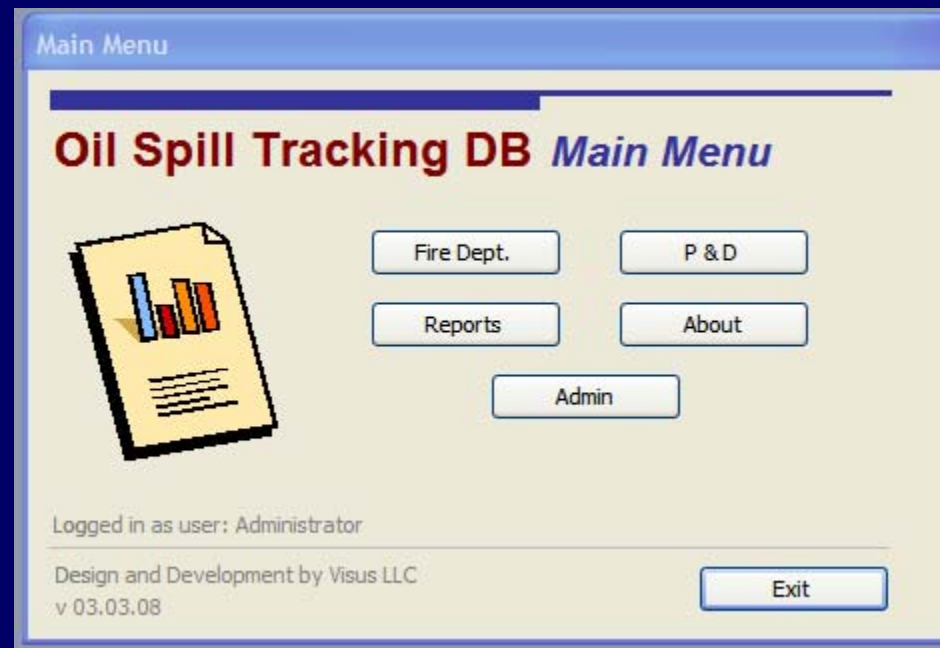 Main Menu
Oil Spill Tracking DB Main Menu
Fire Dept. P & D
Reports About
Admin
Logged in as user: Administrator
Design and Development by Visus LLC
v 03.03.08
Exit